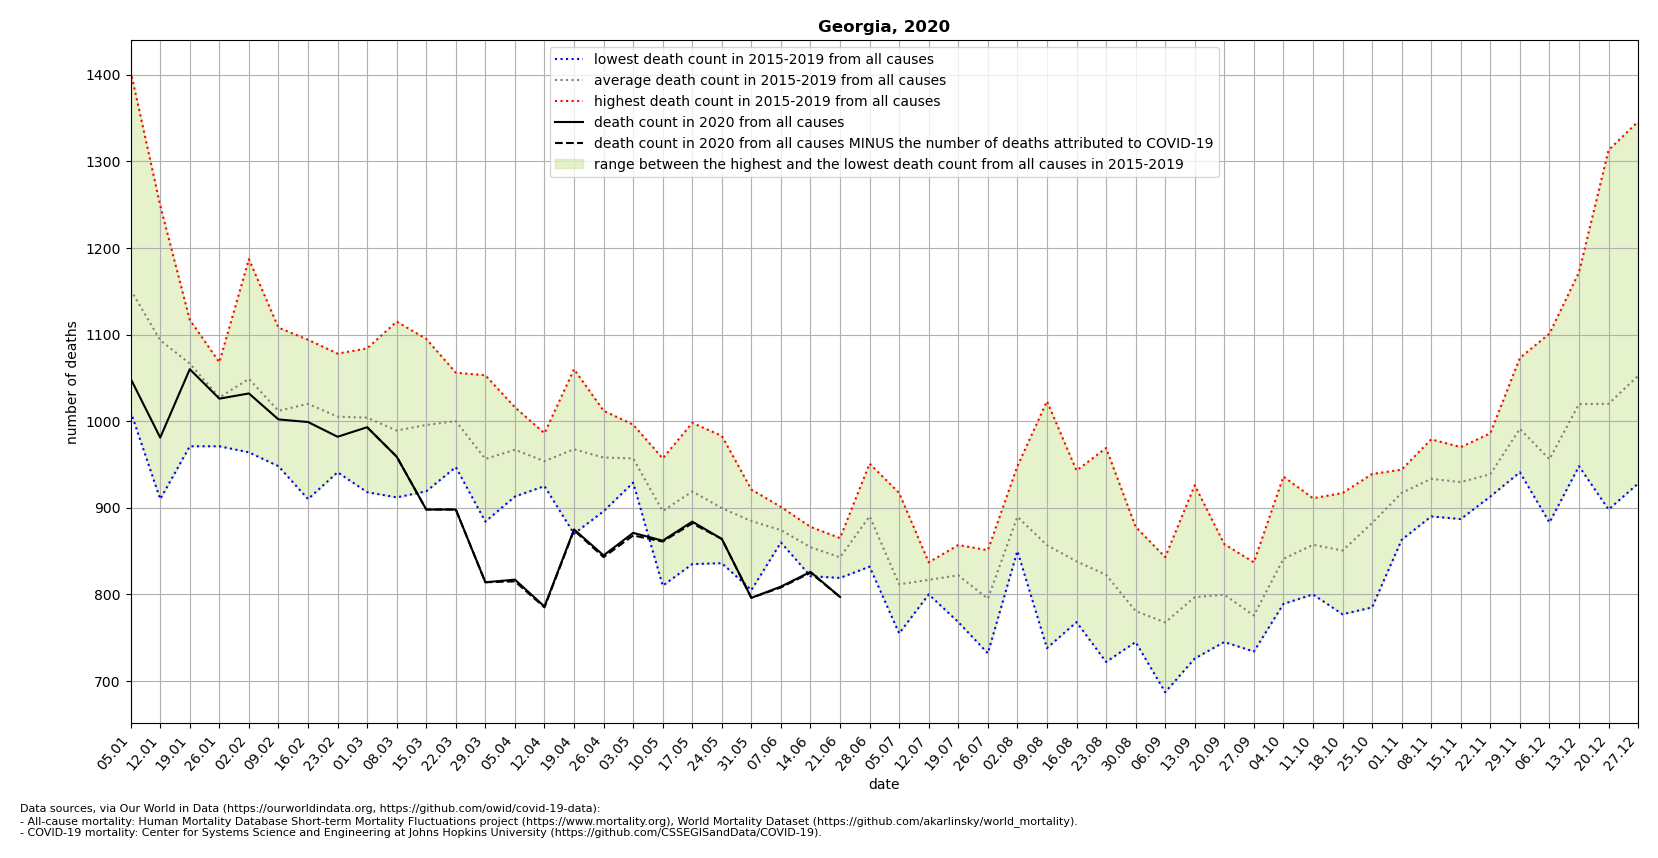 Georgia, 2020
lowest death count in 2015-2019 from all causes
average death count in 2015-2019 from all causes
highest death count in 2015-2019 from all causes
death count in 2020 from all causes
death count in 2020 from all causes MINUS the number of deaths attributed to COVID-19
range between the highest and the lowest death count from all causes in 2015-2019
number of deaths
1400
1300
1200
1100
1000
900
800
700
05.01 12.01 19.01 26.01 02.02 09.02 16.02 23.02 01.03 08.03 15.03 22.03 29.03 05.04 12.04 19.04 26.04 03.05 10.05 17.05 24.05 31.05 07.06 14.06 21.06 28.06 05.07 12.07 19.07 26.07 02.08 09.08 16.08 23.08 30.08 06.09 13.09 20.09 27.09 04.10 11.10 18.10 25.10 01.11 08.11 15.11 22.11 29.11 06.12 13.12 20.12 27.12
date
Data sources, via Our World in Data (https://ourworldindata.org, https://github.com/owid/covid-19-data):
- All-cause mortality: Human Mortality Database Short-term Mortality Fluctuations project (https://www.mortality.org), World Mortality Dataset (https://github.com/akarlinsky/world_mortality).
- COVID-19 mortality: Center for Systems Science and Engineering at Johns Hopkins University (https://github.com/CSSEGISandData/COVID-19).